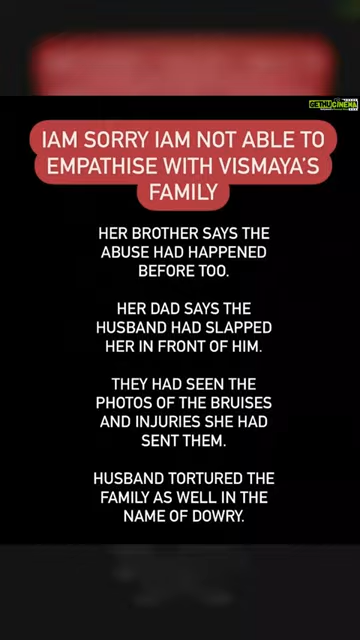 GETMYCINEMA
IAM SORRY IAM NOT ABLE TO
EMPATHISE WITH VISMAYA'S
FAMILY
HER BROTHER SAYS THE
ABUSE HAD HAPPENED
BEFORE TOO.
HER DAD SAYS THE
HUSBAND HAD SLAPPED
HER IN FRONT OF HIM.
THEY HAD SEEN THE
PHOTOS OF THE BRUISES
AND INJURIES SHE HAD
SENT THEM.
HUSBAND TORTURED THE
FAMILY AS WELL IN THE
NAME OF DOWRY.